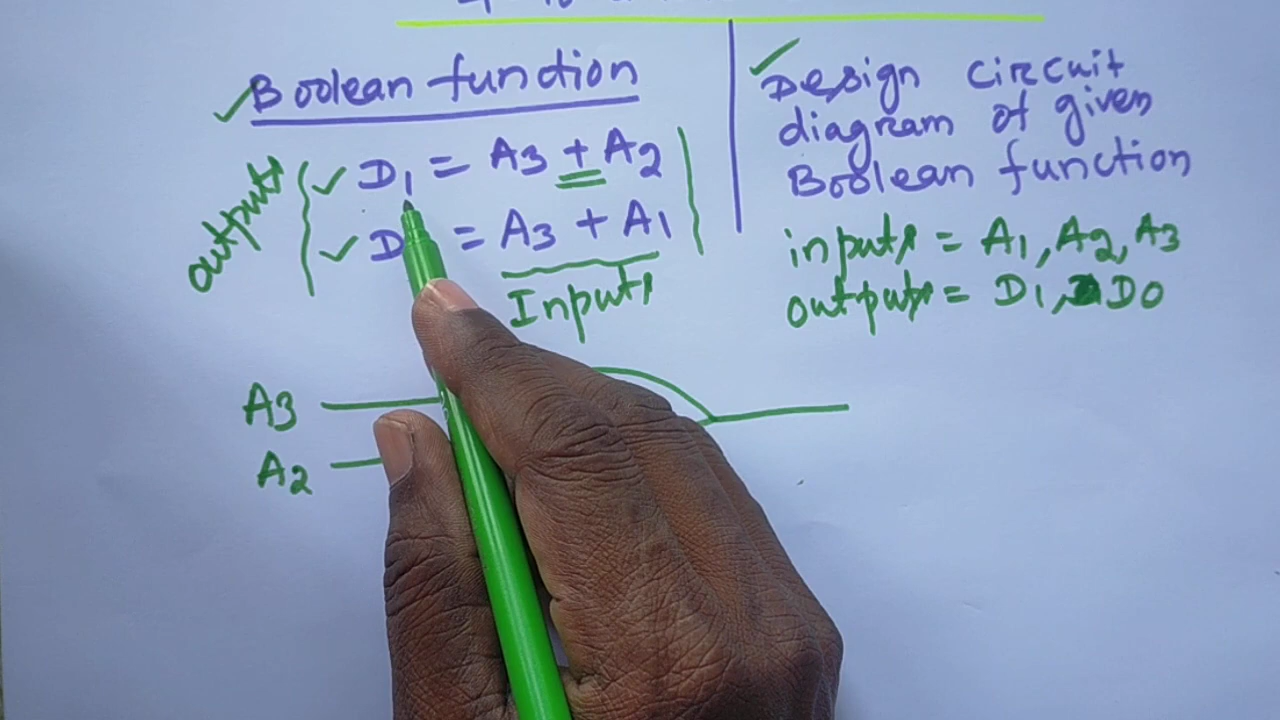 Boolean function
D1 = A3 + A2
D = A3 + A1
outputs
Inputs
Design circuit
diagram of given
Boolean function
inputs = A1, A2, A3
outputs = D1, D0
A3
A2